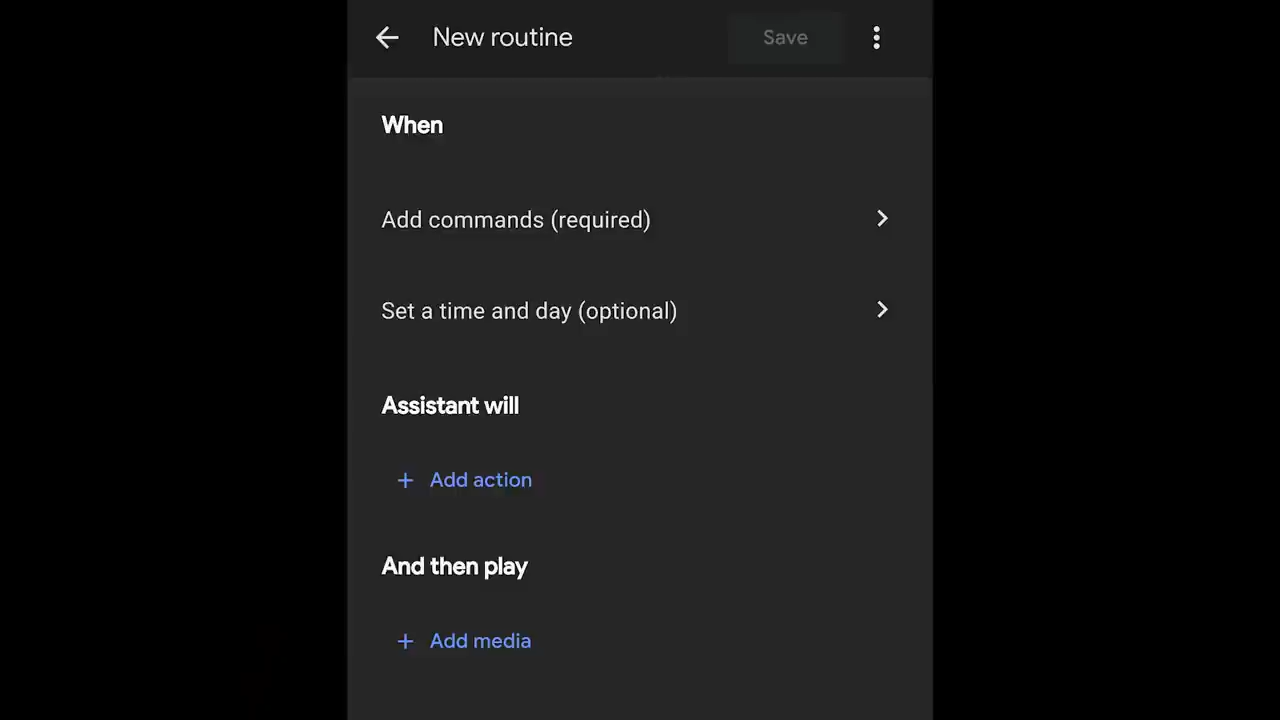 New routine
Save
When
Add commands (required)
Set a time and day (optional)
Assistant will
+ Add action
And then play
+ Add media